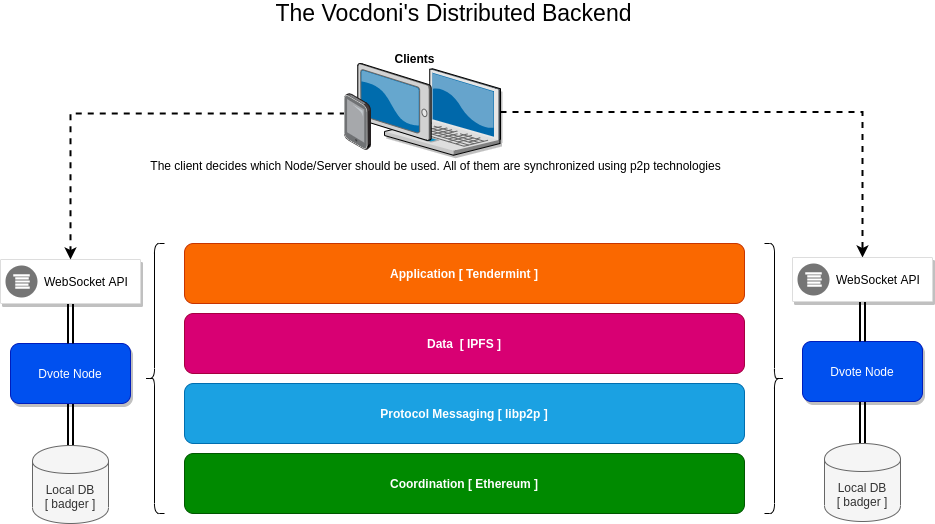 The Vocdoni's Distributed Backend
Clients
The client decides which Node/Server should be used. All of them are synchronized using p2p technologies
WebSocket API
Dvote Node
Local DB
[ badger ]
Application [ Tendermint ]
Data [ IPFS ]
Protocol Messaging [ libp2p ]
Coordination [ Ethereum ]
WebSocket API
Dvote Node
Local DB
[ badger ]